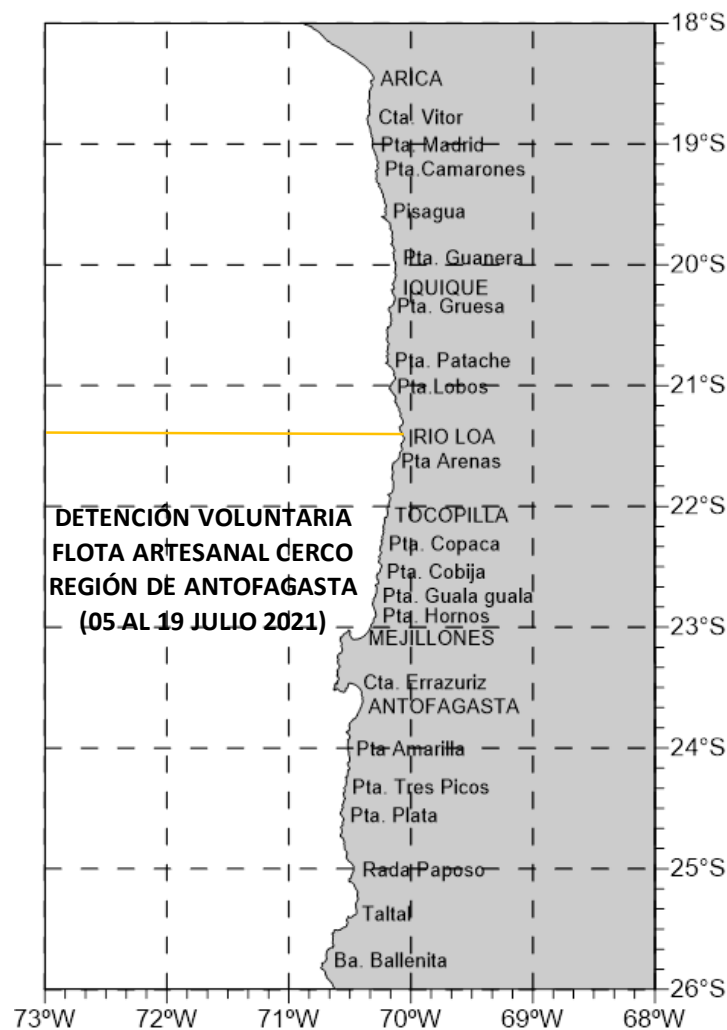 18°S
ARICA
Cta. Vitor
Pta. Madrid
19°S
Pta.Camarones
Pisagua
Pta. Guanera
20°S
IQUIQUE
Pta. Gruesa
Pta. Patache
21°S
Pta.Lobos
RIO LOA
Pta Arenas
22°S
TOCOPILLA
DETENCIÓN VOLUNTARIA
FLOTA ARTESANAL CERCO
REGIÓN DE ANTOFAGASTA
(05 AL 19 JULIO 2021)
Pta. Copaca
Pta. Cobija
Pta. Guala guala
Pta. Hornos
23°S
MEJILLONES
Cta. Errazuriz
ANTOFAGASTA
24°S
Pta Amarilla
Pta. Tres Picos
Pta. Plata
25°S
Rada Paposo
Taltal
Ba. Ballenita
26°S
73°W 72°W 71°W 70°W 69°W 68°W